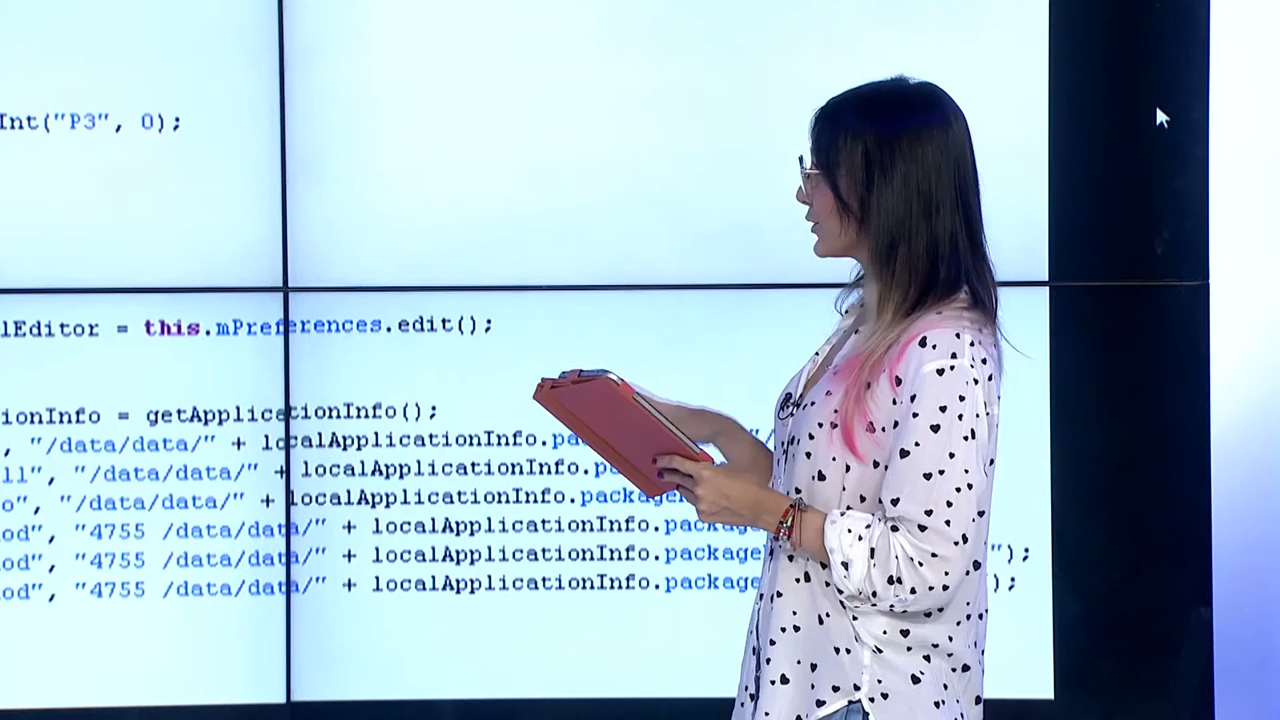 Int("P3", 0);
lEditor = this.mPreferences.edit();
ionInfo = getApplicationInfo();
, "/data/data/" + localApplicationInfo.pa
ll", "/data/data/" + localApplicationInfo.p
o", "/data/data/" + localApplicationInfo.package
od", "4755 /data/data/" + localApplicationInfo.package
od", "4755 /data/data/" + localApplicationInfo.package ");
od", "4755 /data/data/" + localApplicationInfo.package );